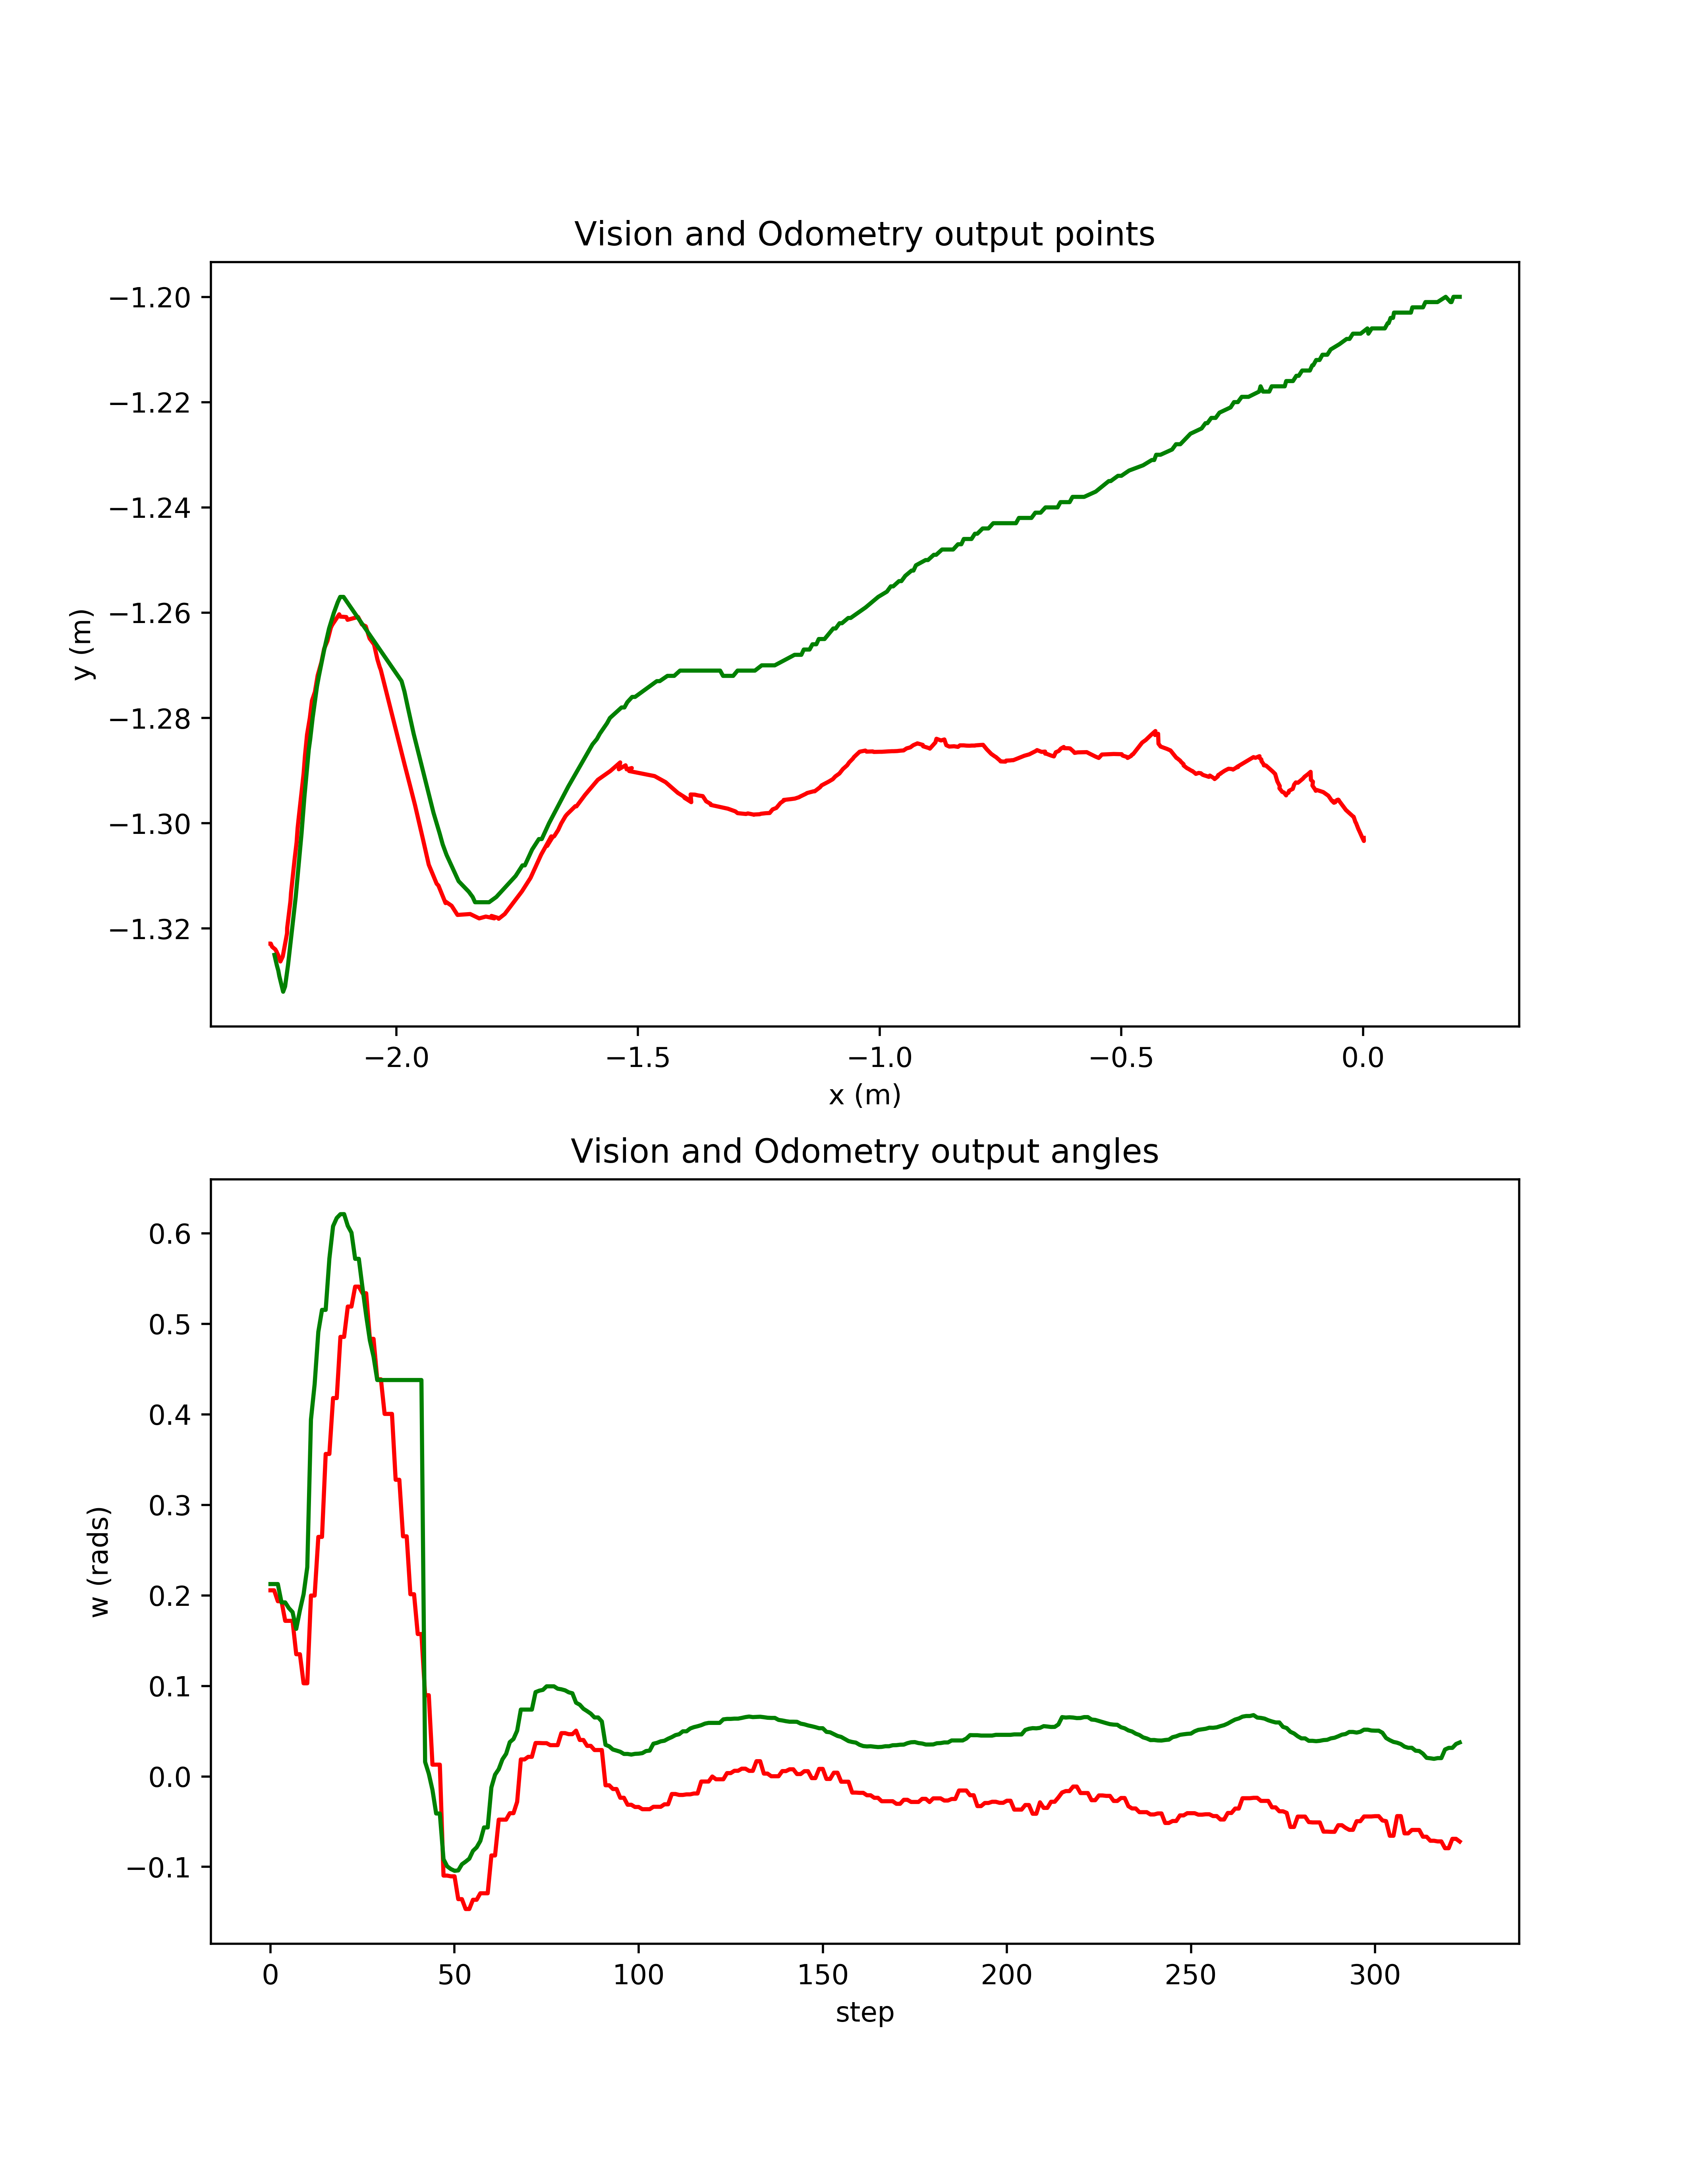 Vision and Odometry output points
−1.20
−1.22
−1.24
−1.26
−1.28
−1.30
−1.32
y (m)
−2.0 −1.5 −1.0 −0.5 0.0
x (m)
Vision and Odometry output angles
0.6
0.5
0.4
0.3
0.2
0.1
0.0
−0.1
w (rads)
0 50 100 150 200 250 300
step